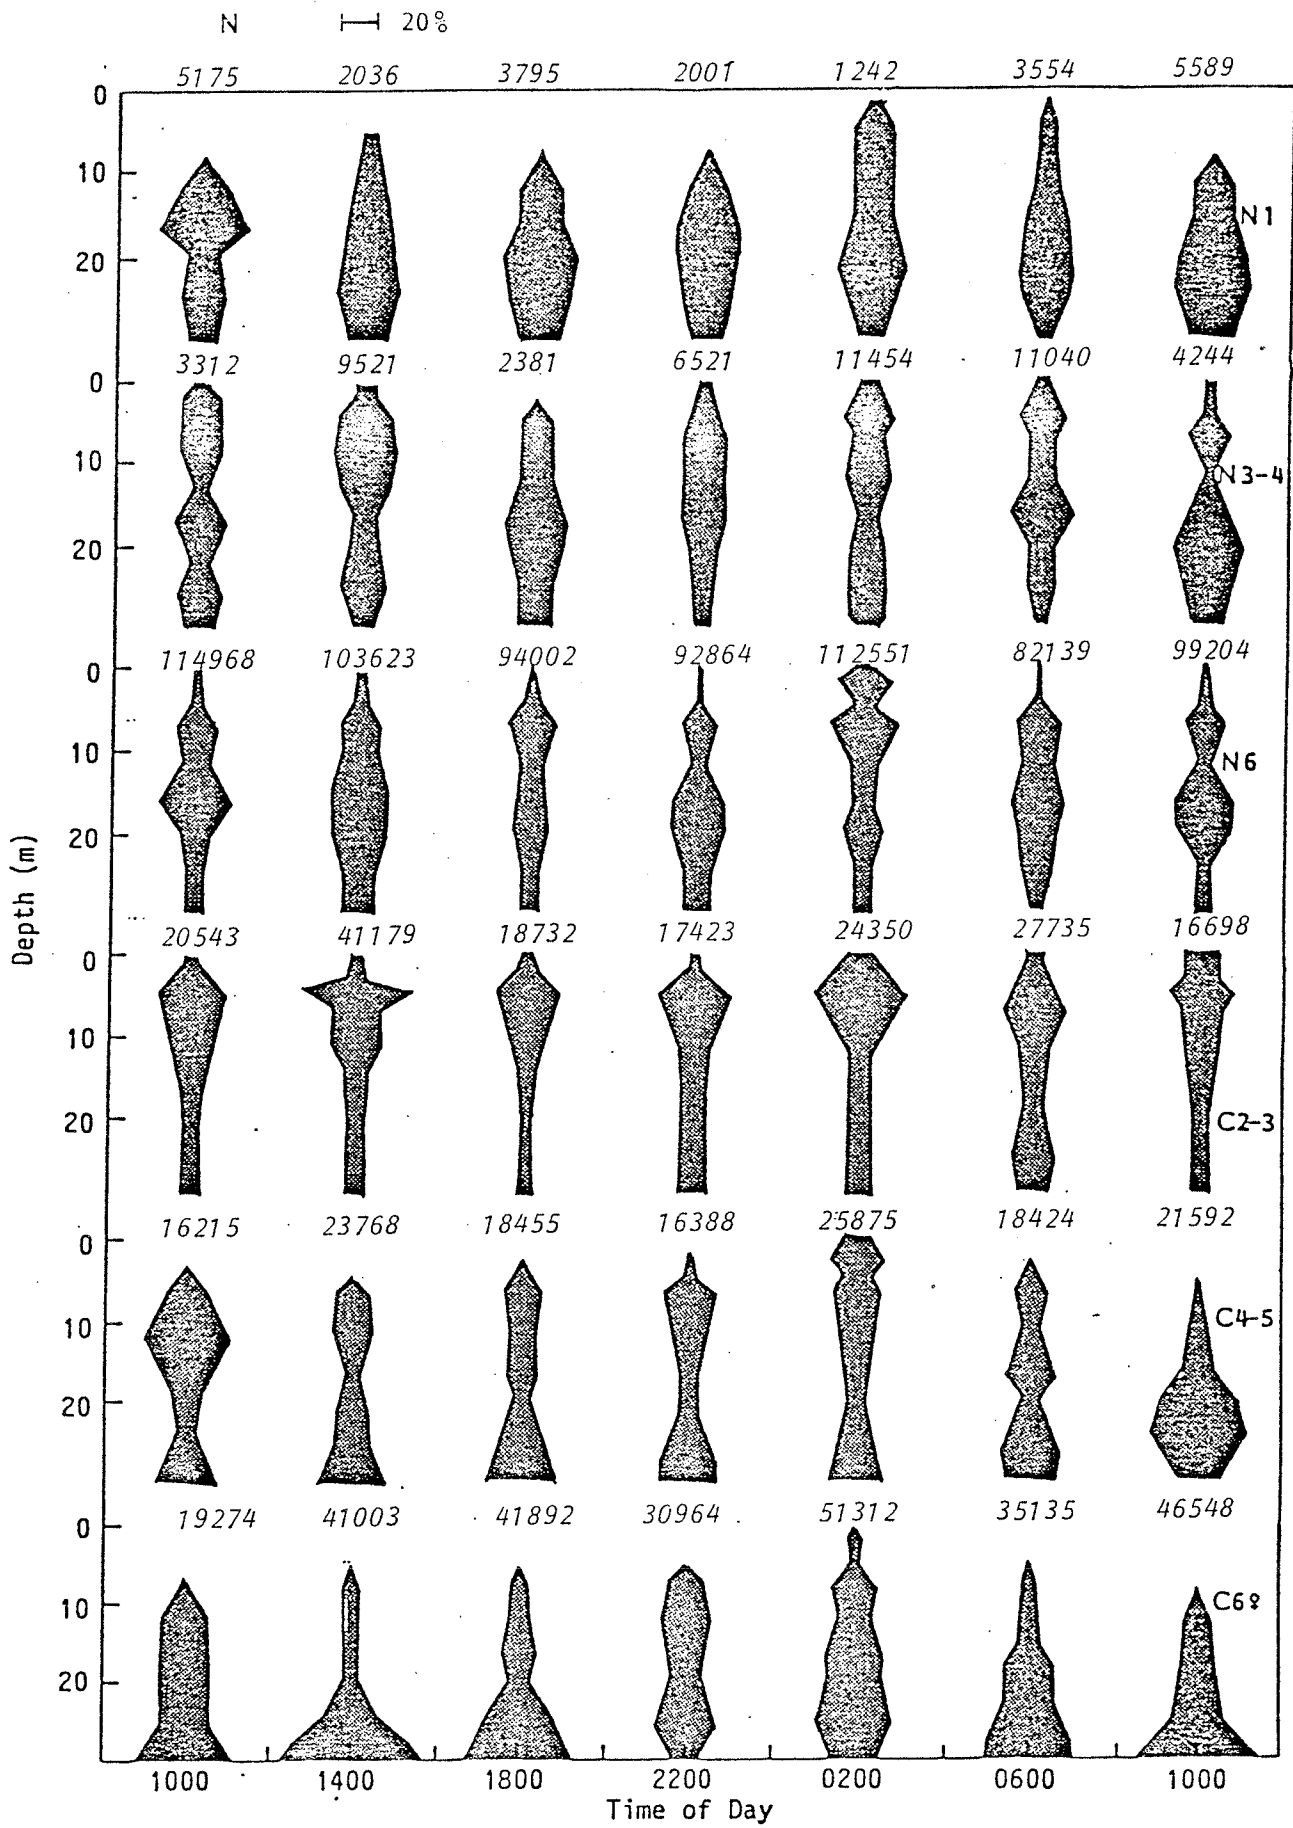 N 20%
5175 2036 3795 2001 1242 3554 5589
0
10
N1
20
3312 9521 2381 6521 11454 11040 4244
0
10
N3-4
20
114968 103623 94002 92864 112551 82139 99204
0
10
N6
20
20543 41179 18732 17423 24350 27735 16698
0
10
20
C2-3
16215 23768 18455 16388 25875 18424 21592
0
10
C4-5
20
19274 41003 41892 30964 51312 35135 46548
0
10
C6♀
20
Depth (m)
1000 1400 1800 2200 0200 0600 1000
Time of Day